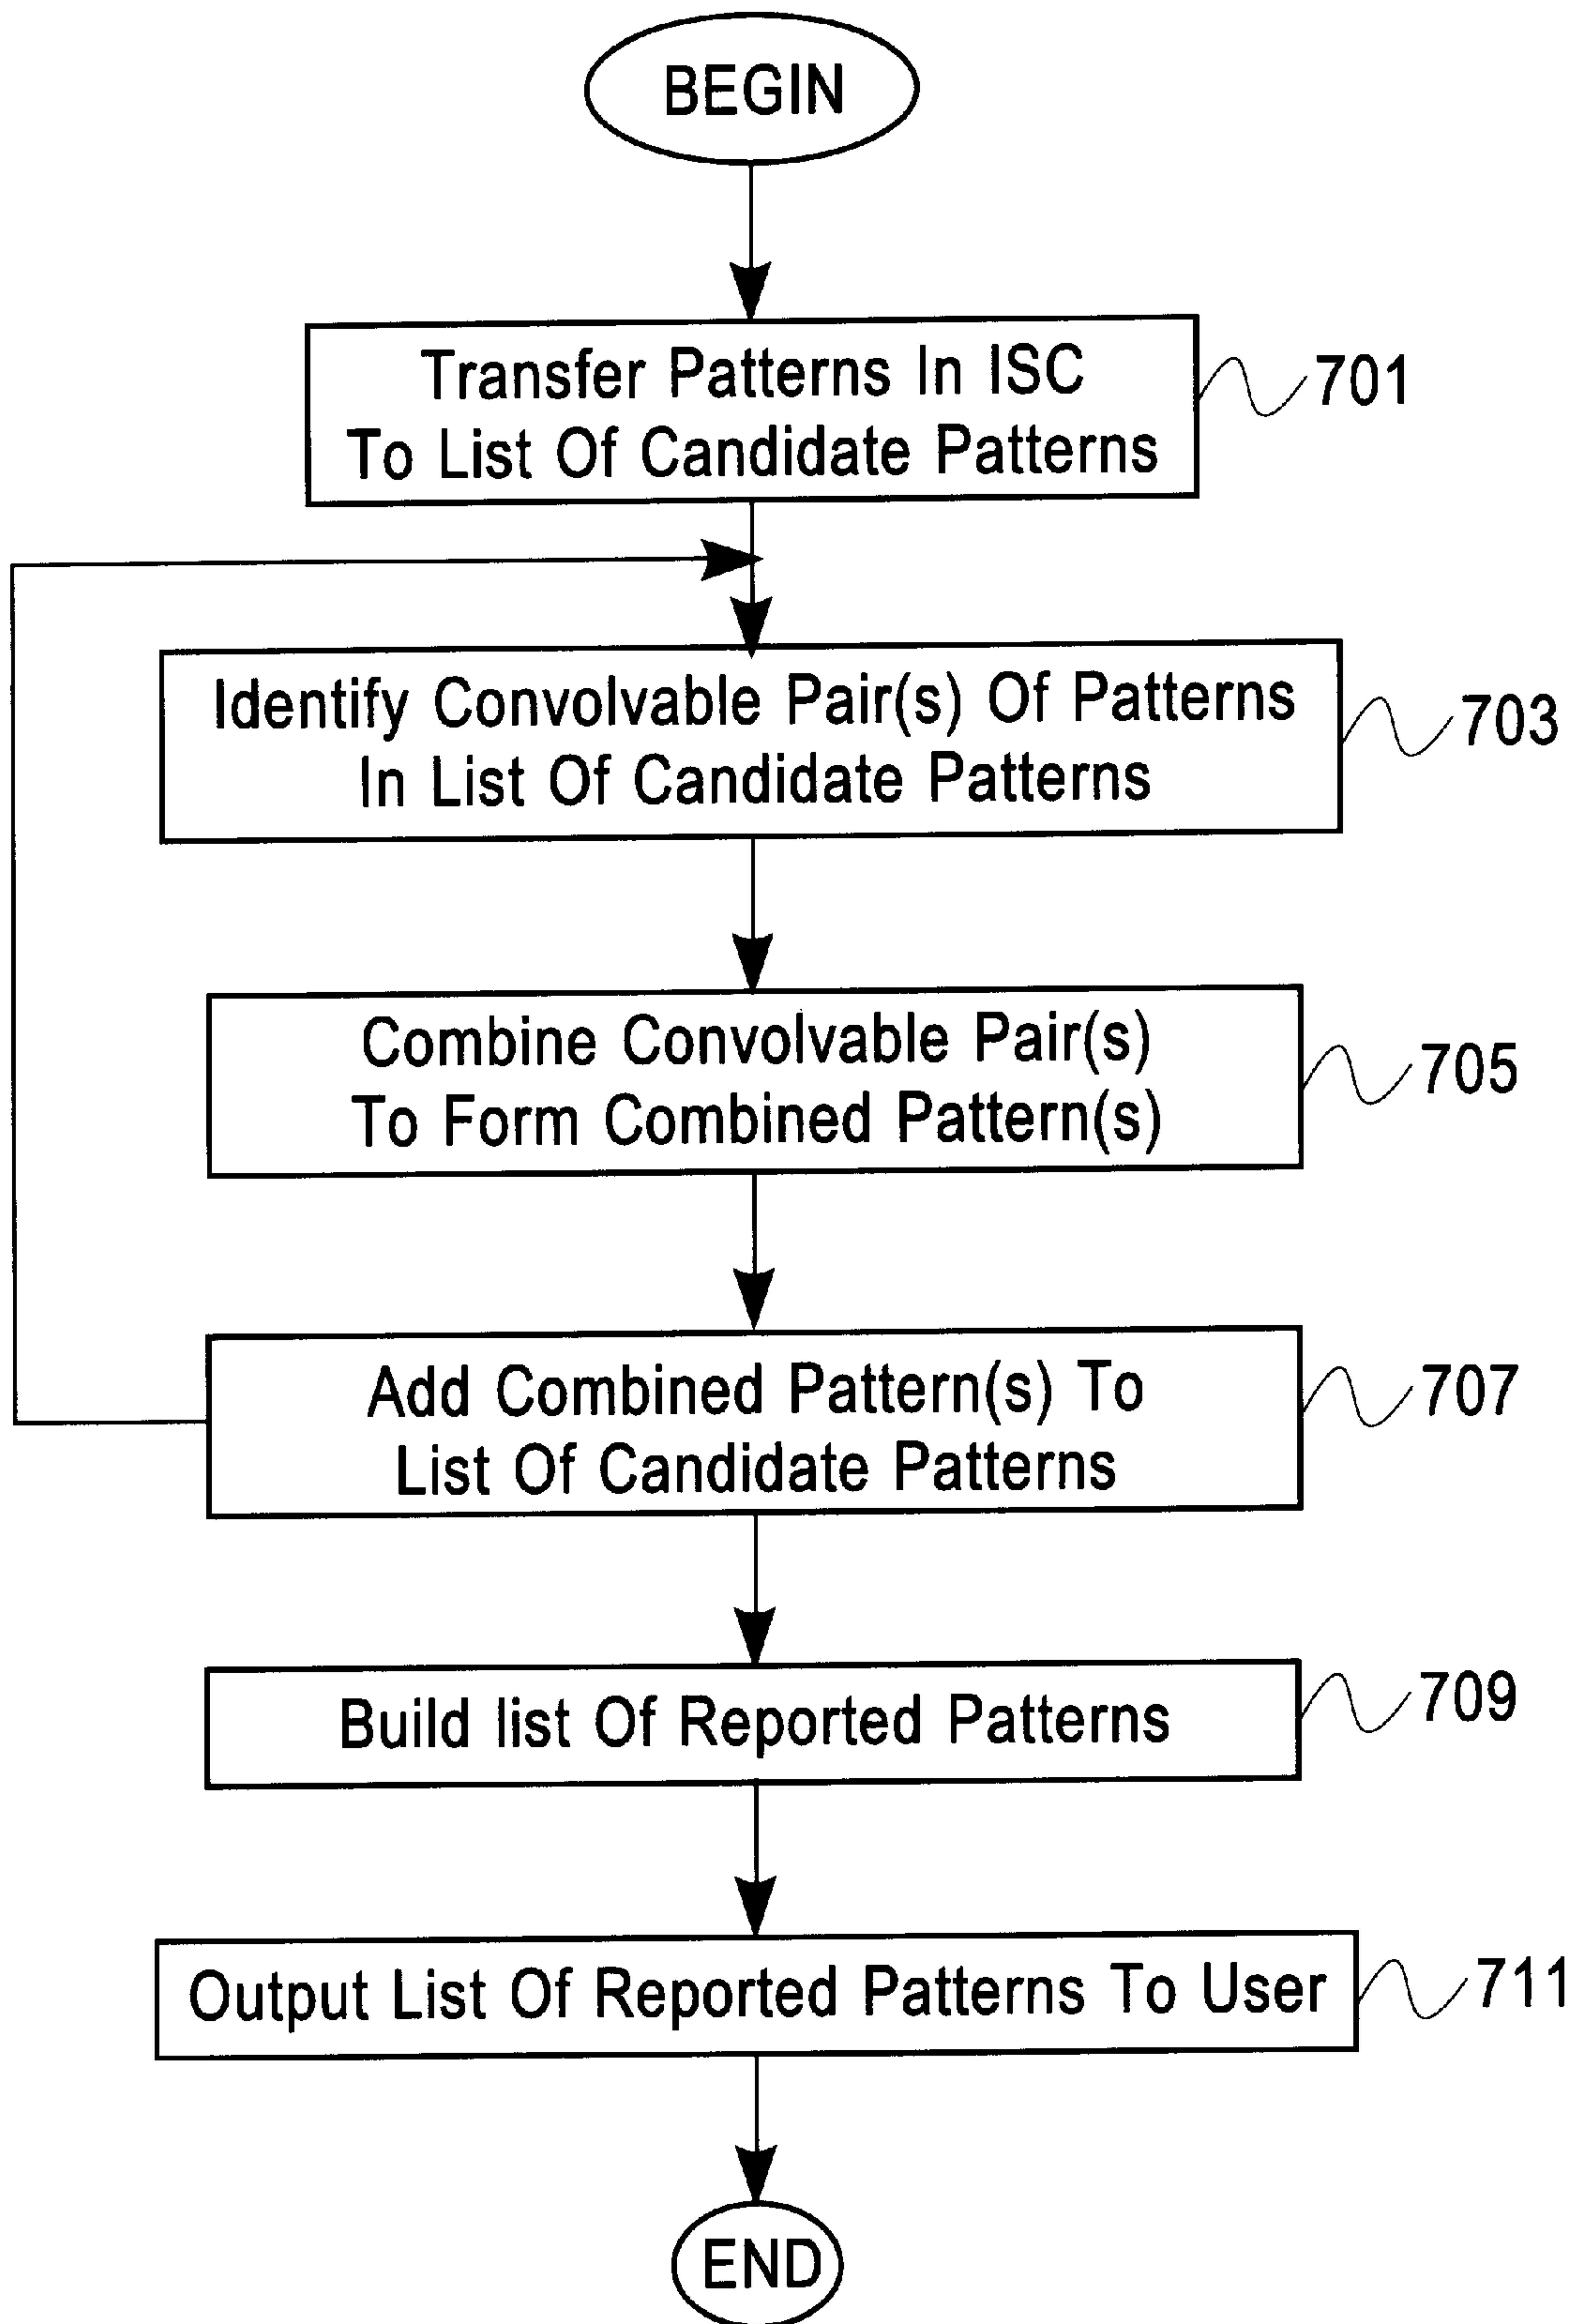 BEGIN
Transfer Patterns In ISC
To List Of Candidate Patterns
701
Identify Convolvable Pair(s) Of Patterns
In List Of Candidate Patterns
703
Combine Convolvable Pair(s)
To Form Combined Pattern(s)
705
Add Combined Pattern(s) To
List Of Candidate Patterns
707
Build list Of Reported Patterns
709
Output List Of Reported Patterns To User
711
END